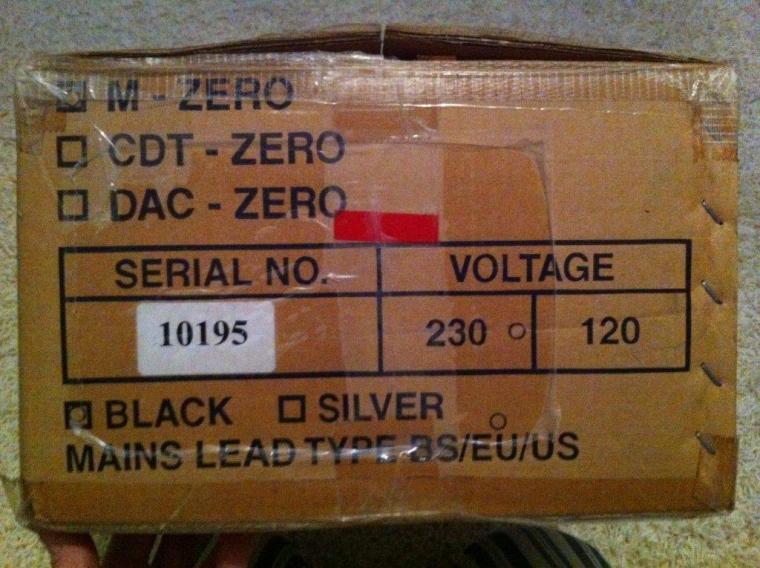 M - ZERO
CDT - ZERO
DAC - ZERO
SERIAL NO. VOLTAGE
10195 230 120
BLACK SILVER
MAINS LEAD TYPE BS/EU/US